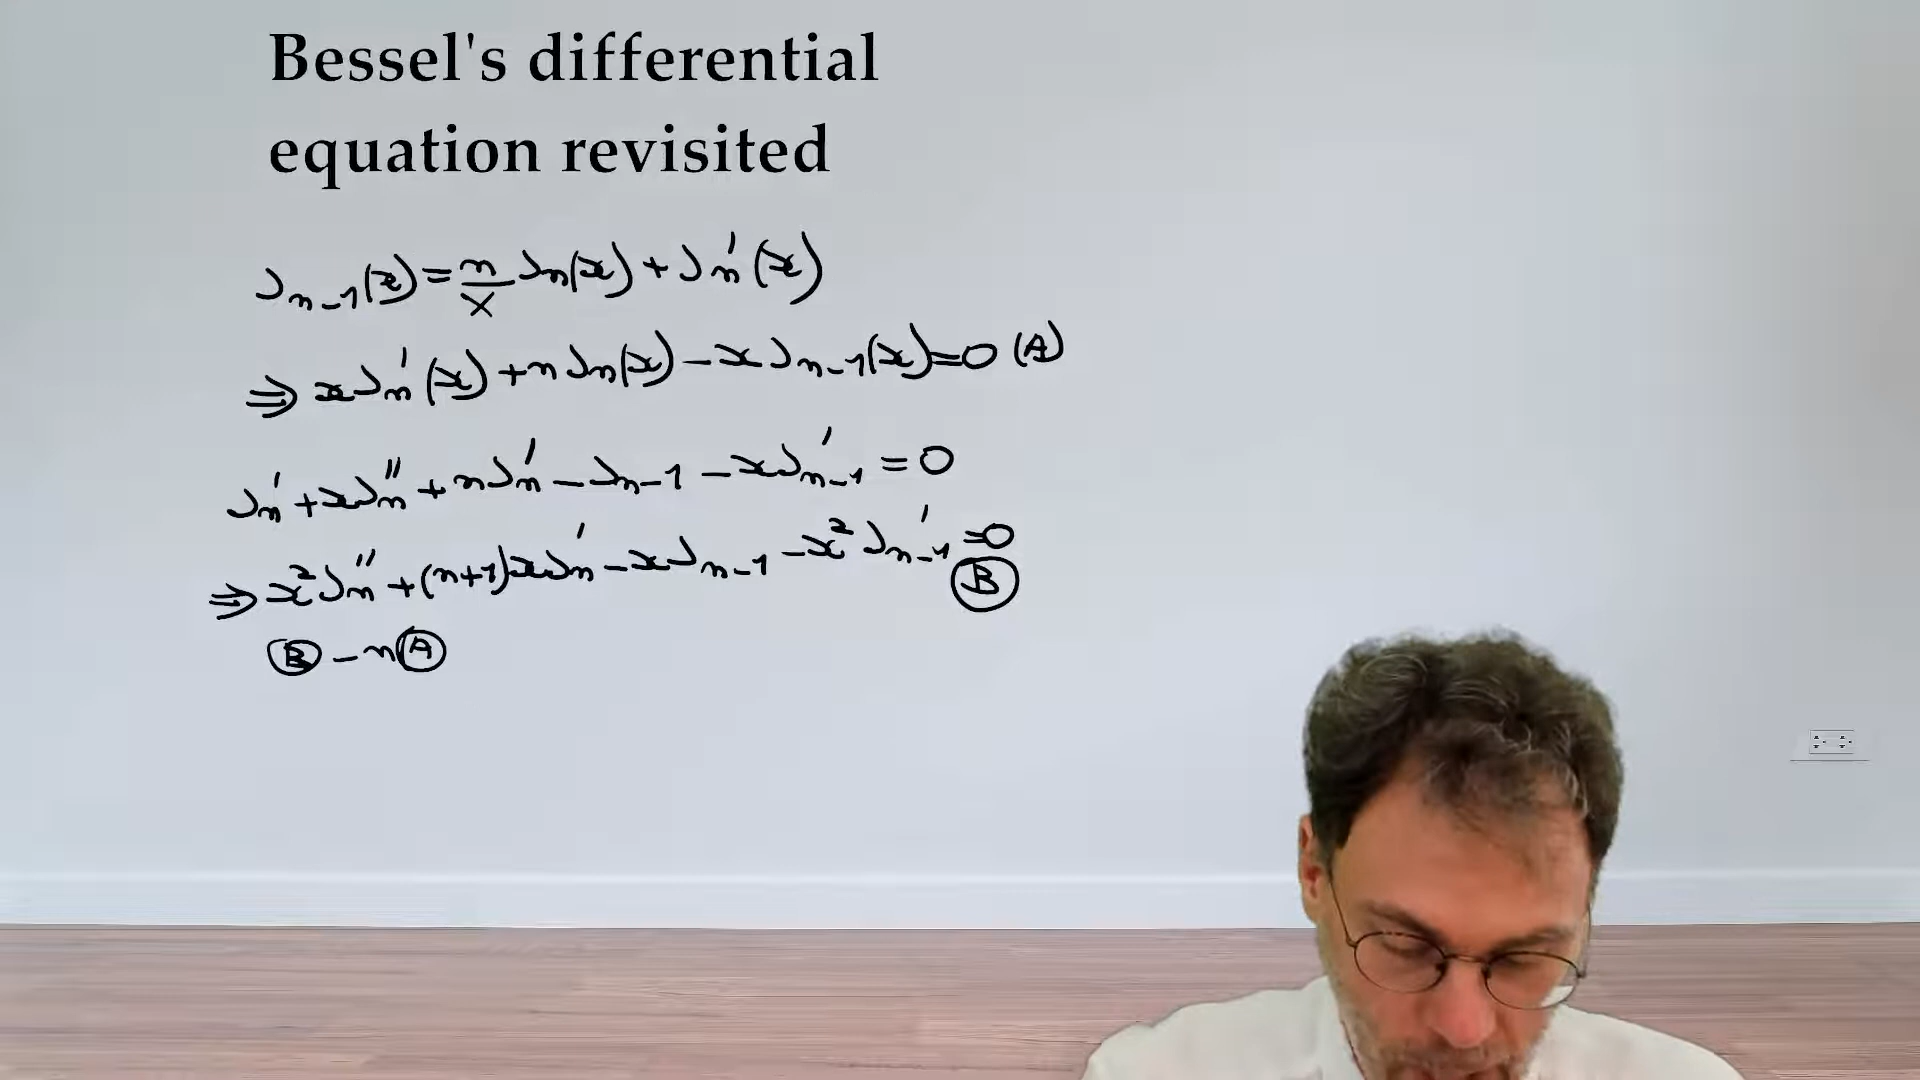 Bessel's differential
equation revisited
J_{n-1}(x) = \frac{n}{x} J_n(x) + J_n'(x)
⇒ xJ_n'(x) + nJ_n(x) - xJ_{n-1}(x) = 0 (A)
J_n' + xJ_n'' + nJ_n' - J_{n-1} - xJ_{n-1}' = 0
⇒ x²J_n'' + (n+1)xJ_n' - xJ_{n-1} - x²J_{n-1}' = 0
(B)
(B) - n(A)